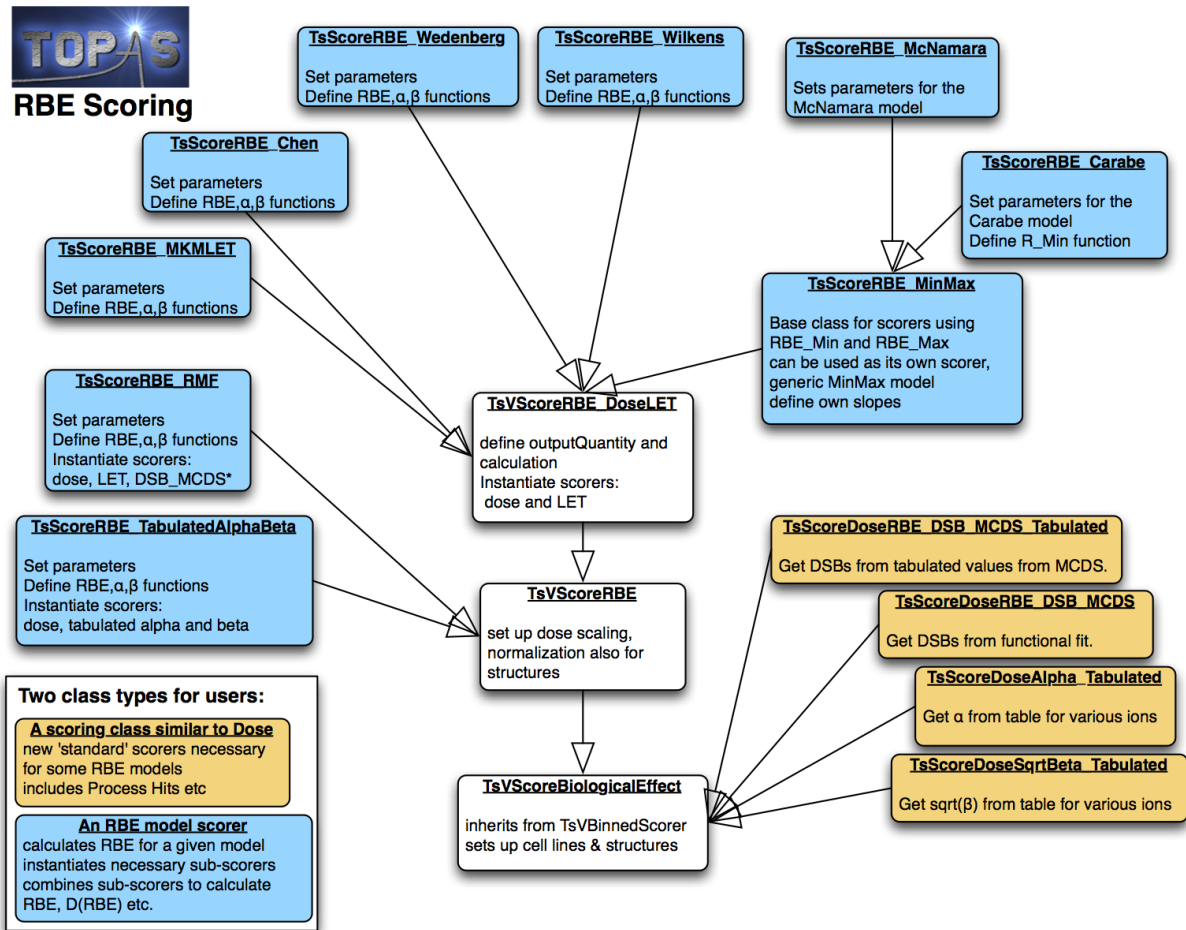 TOPAS
RBE Scoring
TsScoreRBE_Wedenberg
Set parameters
Define RBE,α,β functions
TsScoreRBE_Wilkens
Set parameters
Define RBE,α,β functions
TsScoreRBE_McNamara
Sets parameters for the
McNamara model
TsScoreRBE_Chen
Set parameters
Define RBE,α,β functions
TsScoreRBE_Carabe
Set parameters for the
Carabe model
Define R_Min function
TsScoreRBE_MKMLET
Set parameters
Define RBE,α,β functions
TsScoreRBE_MinMax
Base class for scorers using
RBE_Min and RBE_Max
can be used as its own scorer,
generic MinMax model
define own slopes
TsScoreRBE_RMF
Set parameters
Define RBE,α,β functions
Instantiate scorers:
dose, LET, DSB_MCDS*
TsVScoreRBE_DoseLET
define outputQuantity and
calculation
Instantiate scorers:
dose and LET
TsScoreRBE_TabulatedAlphaBeta
Set parameters
Define RBE,α,β functions
Instantiate scorers:
dose, tabulated alpha and beta
TsScoreDoseRBE_DSB_MCDS_Tabulated
Get DSBs from tabulated values from MCDS.
TsVScoreRBE
set up dose scaling,
normalization also for
structures
TsScoreDoseRBE_DSB_MCDS
Get DSBs from functional fit.
TsScoreDoseAlpha_Tabulated
Get α from table for various ions
TsScoreDoseSqrtBeta_Tabulated
Get sqrt(β) from table for various ions
TsVScoreBiologicalEffect
inherits from TsVBinnedScorer
sets up cell lines & structures
Two class types for users:
A scoring class similar to Dose
new 'standard' scorers necessary
for some RBE models
includes Process Hits etc
An RBE model scorer
calculates RBE for a given model
instantiates necessary sub-scorers
combines sub-scorers to calculate
RBE, D(RBE) etc.